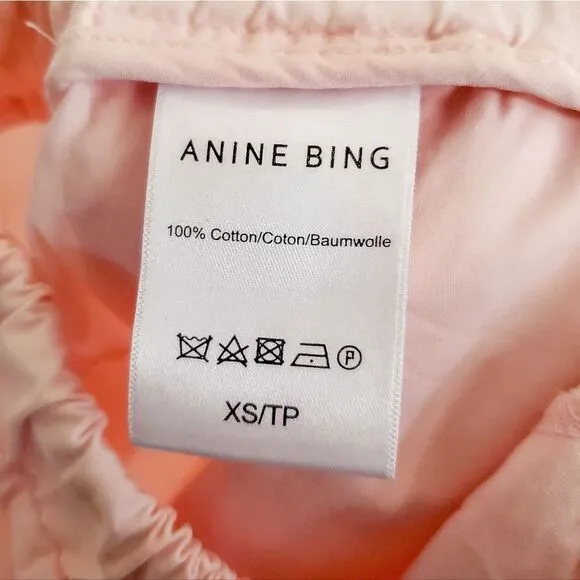 ANINE BING
100% Cotton/Coton/Baumwolle
P
XS/TP